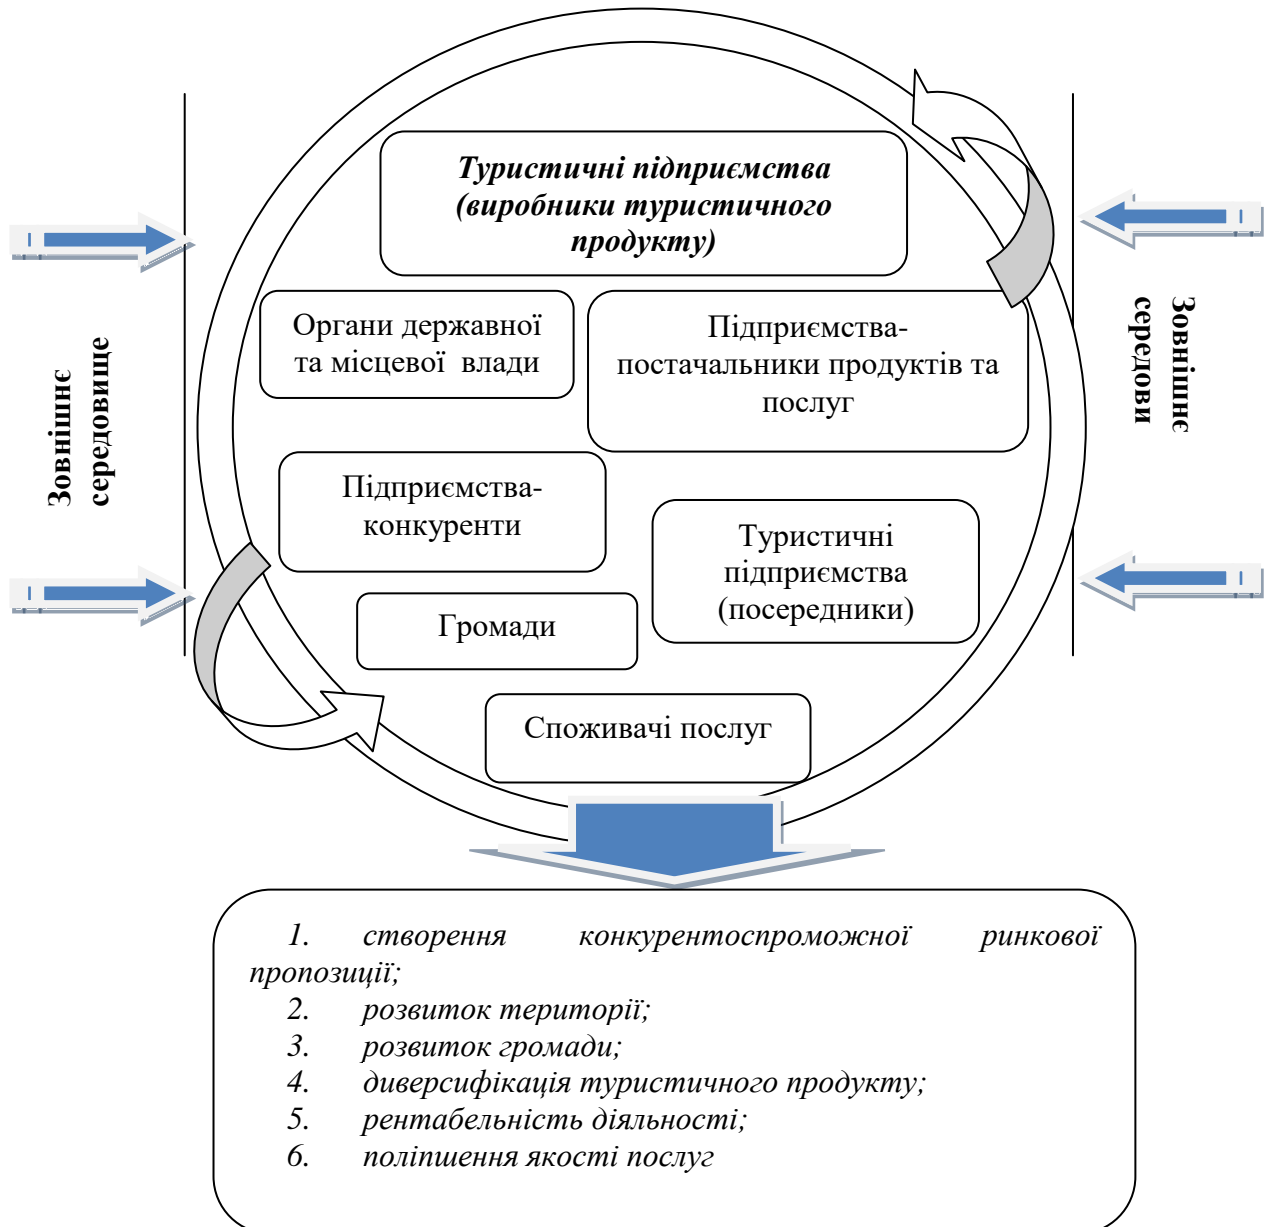 Туристичні підприємства
(виробники туристичного
продукту)
Органи державної
та місцевої влади
Підприємства-
постачальники продуктів та
послуг
Зовнішнє
середовище
Зовнішнє
середови
Підприємства-
конкуренти
Туристичні
підприємства
(посередники)
Громади
Споживачі послуг
1. створення конкурентоспроможної ринкової
пропозиції;
2. розвиток території;
3. розвиток громади;
4. диверсифікація туристичного продукту;
5. рентабельність діяльності;
6. поліпшення якості послуг